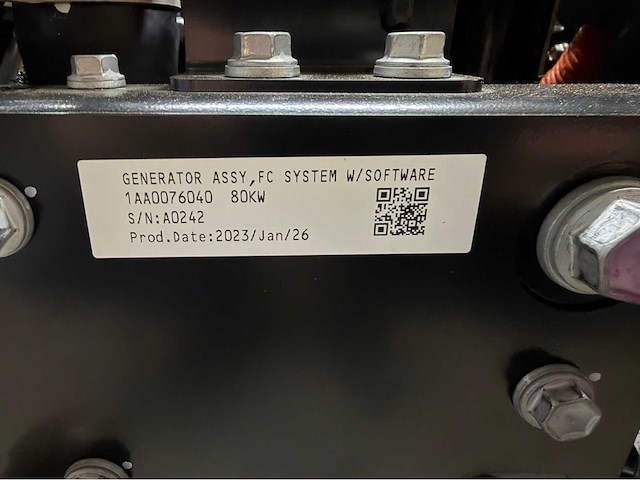 GENERATOR ASSY,FC SYSTEM W/SOFTWARE
1AA0076040 80KW
S/N:A0242
Prod.Date:2023/Jan/26